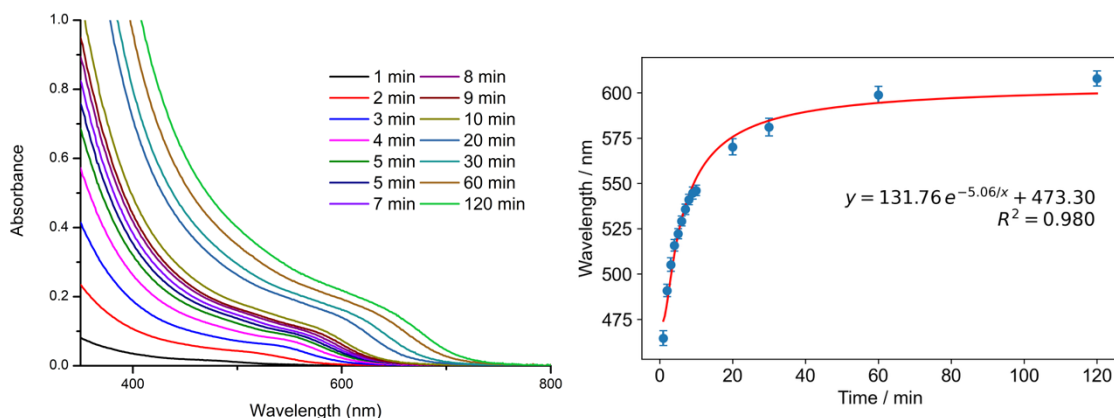 1.0
0.8
0.6
0.4
0.2
0.0
Absorbance
1 min 8 min
2 min 9 min
3 min 10 min
4 min 20 min
5 min 30 min
5 min 60 min
7 min 120 min
400 600 800
Wavelength (nm)
600
575
550
525
500
475
Wavelength / nm
y = 131.76 e^{-5.06/x} + 473.30
R² = 0.980
0 20 40 60 80 100 120
Time / min